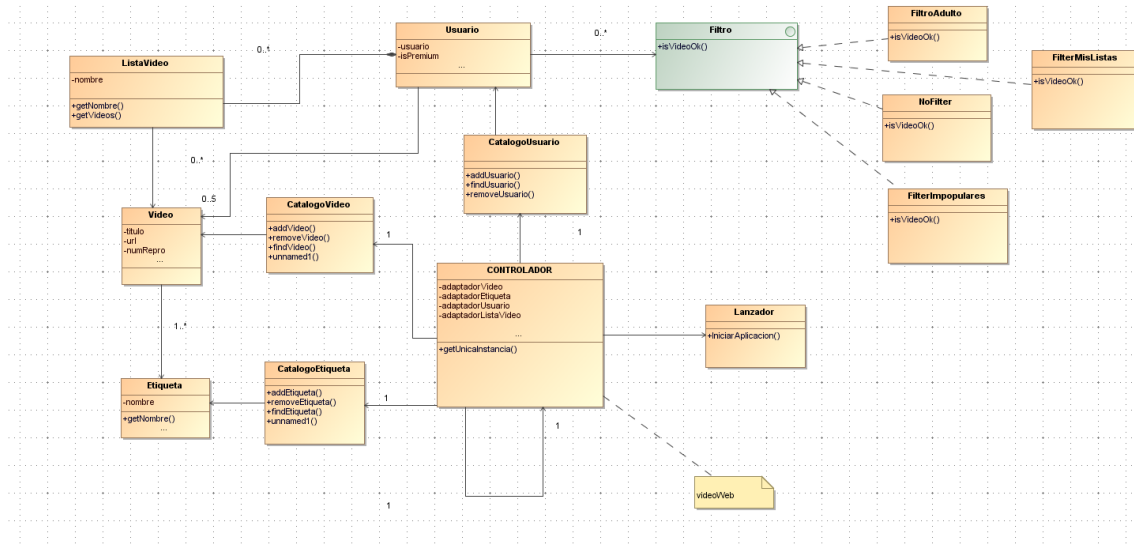 ListaVideo
-nombre
+getNombre()
+getVideos()
0..*
Usuario
-usuario
-isPremium
...
0..*
Filtro
+isVideoOk()
FiltroAdulto
+isVideoOk()
FilterMisListas
+isVideoOk()
NoFilter
+isVideoOk()
FilterImpopulares
+isVideoOk()
CatalogoUsuario
+addUsuario()
+findUsuario()
+removeUsuario()
0..*
0..5
1
Video
-titulo
-url
-numRepro
...
CatalogoVideo
+addVideo()
+removeVideo()
+findVideo()
+unnamed1()
1
CONTROLADOR
-adaptadorVideo
-adaptadorEtiqueta
-adaptadorUsuario
-adaptadorListaVideo
...
+getUnicaInstancia()
Lanzador
+IniciarAplicacion()
1..*
Etiqueta
-nombre
+getNombre()
...
CatalogoEtiqueta
+addEtiqueta()
+removeEtiqueta()
+findEtiqueta()
+unnamed1()
1
1
1
videoWeb